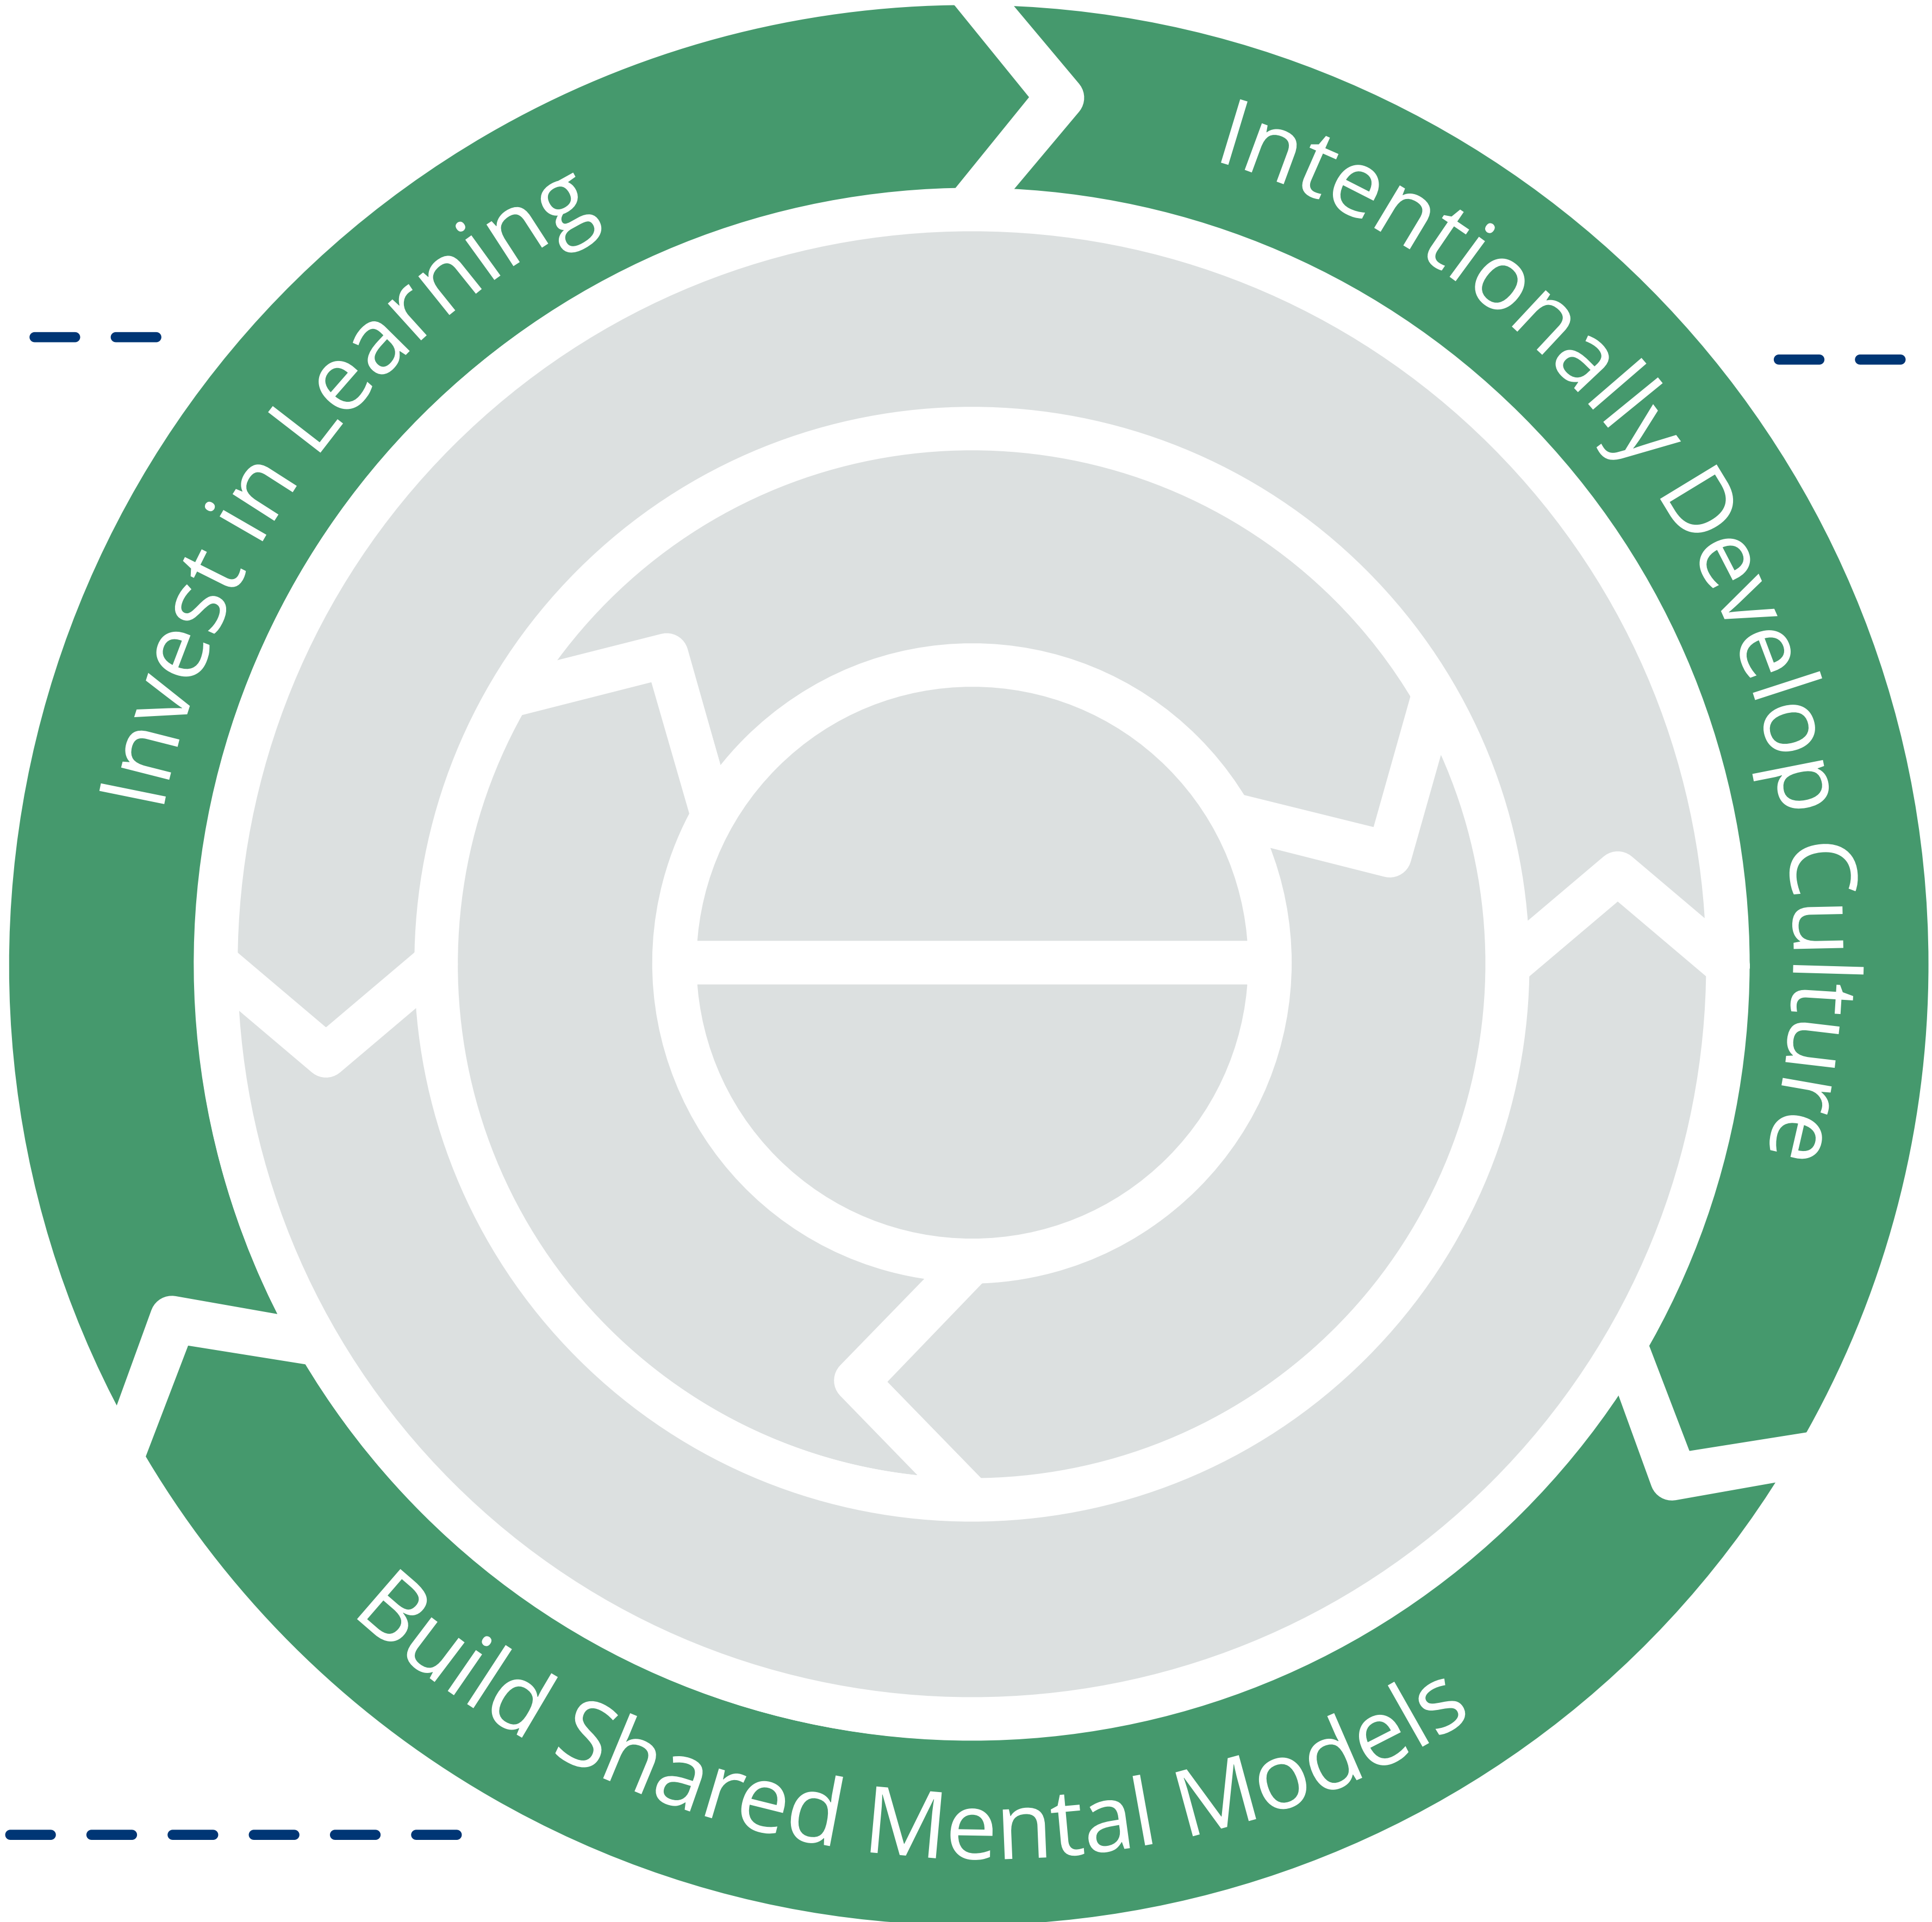 Invest in Learning
Intentionally Develop Culture
Build Shared Mental Models